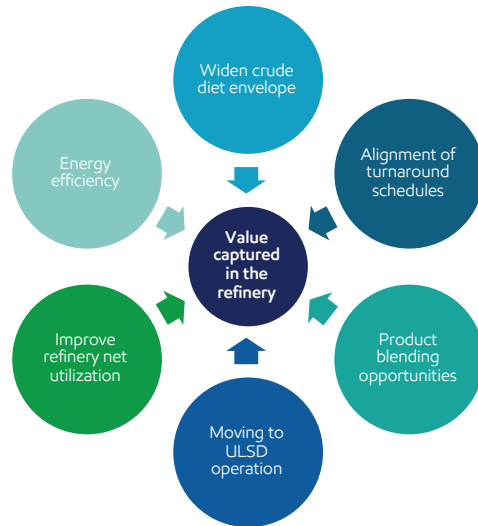 Widen crude
diet envelope
Energy
efficiency
Alignment of
turnaround
schedules
Value
captured
in the
refinery
Improve
refinery net
utilization
Product
blending
opportunities
Moving to
ULSD
operation